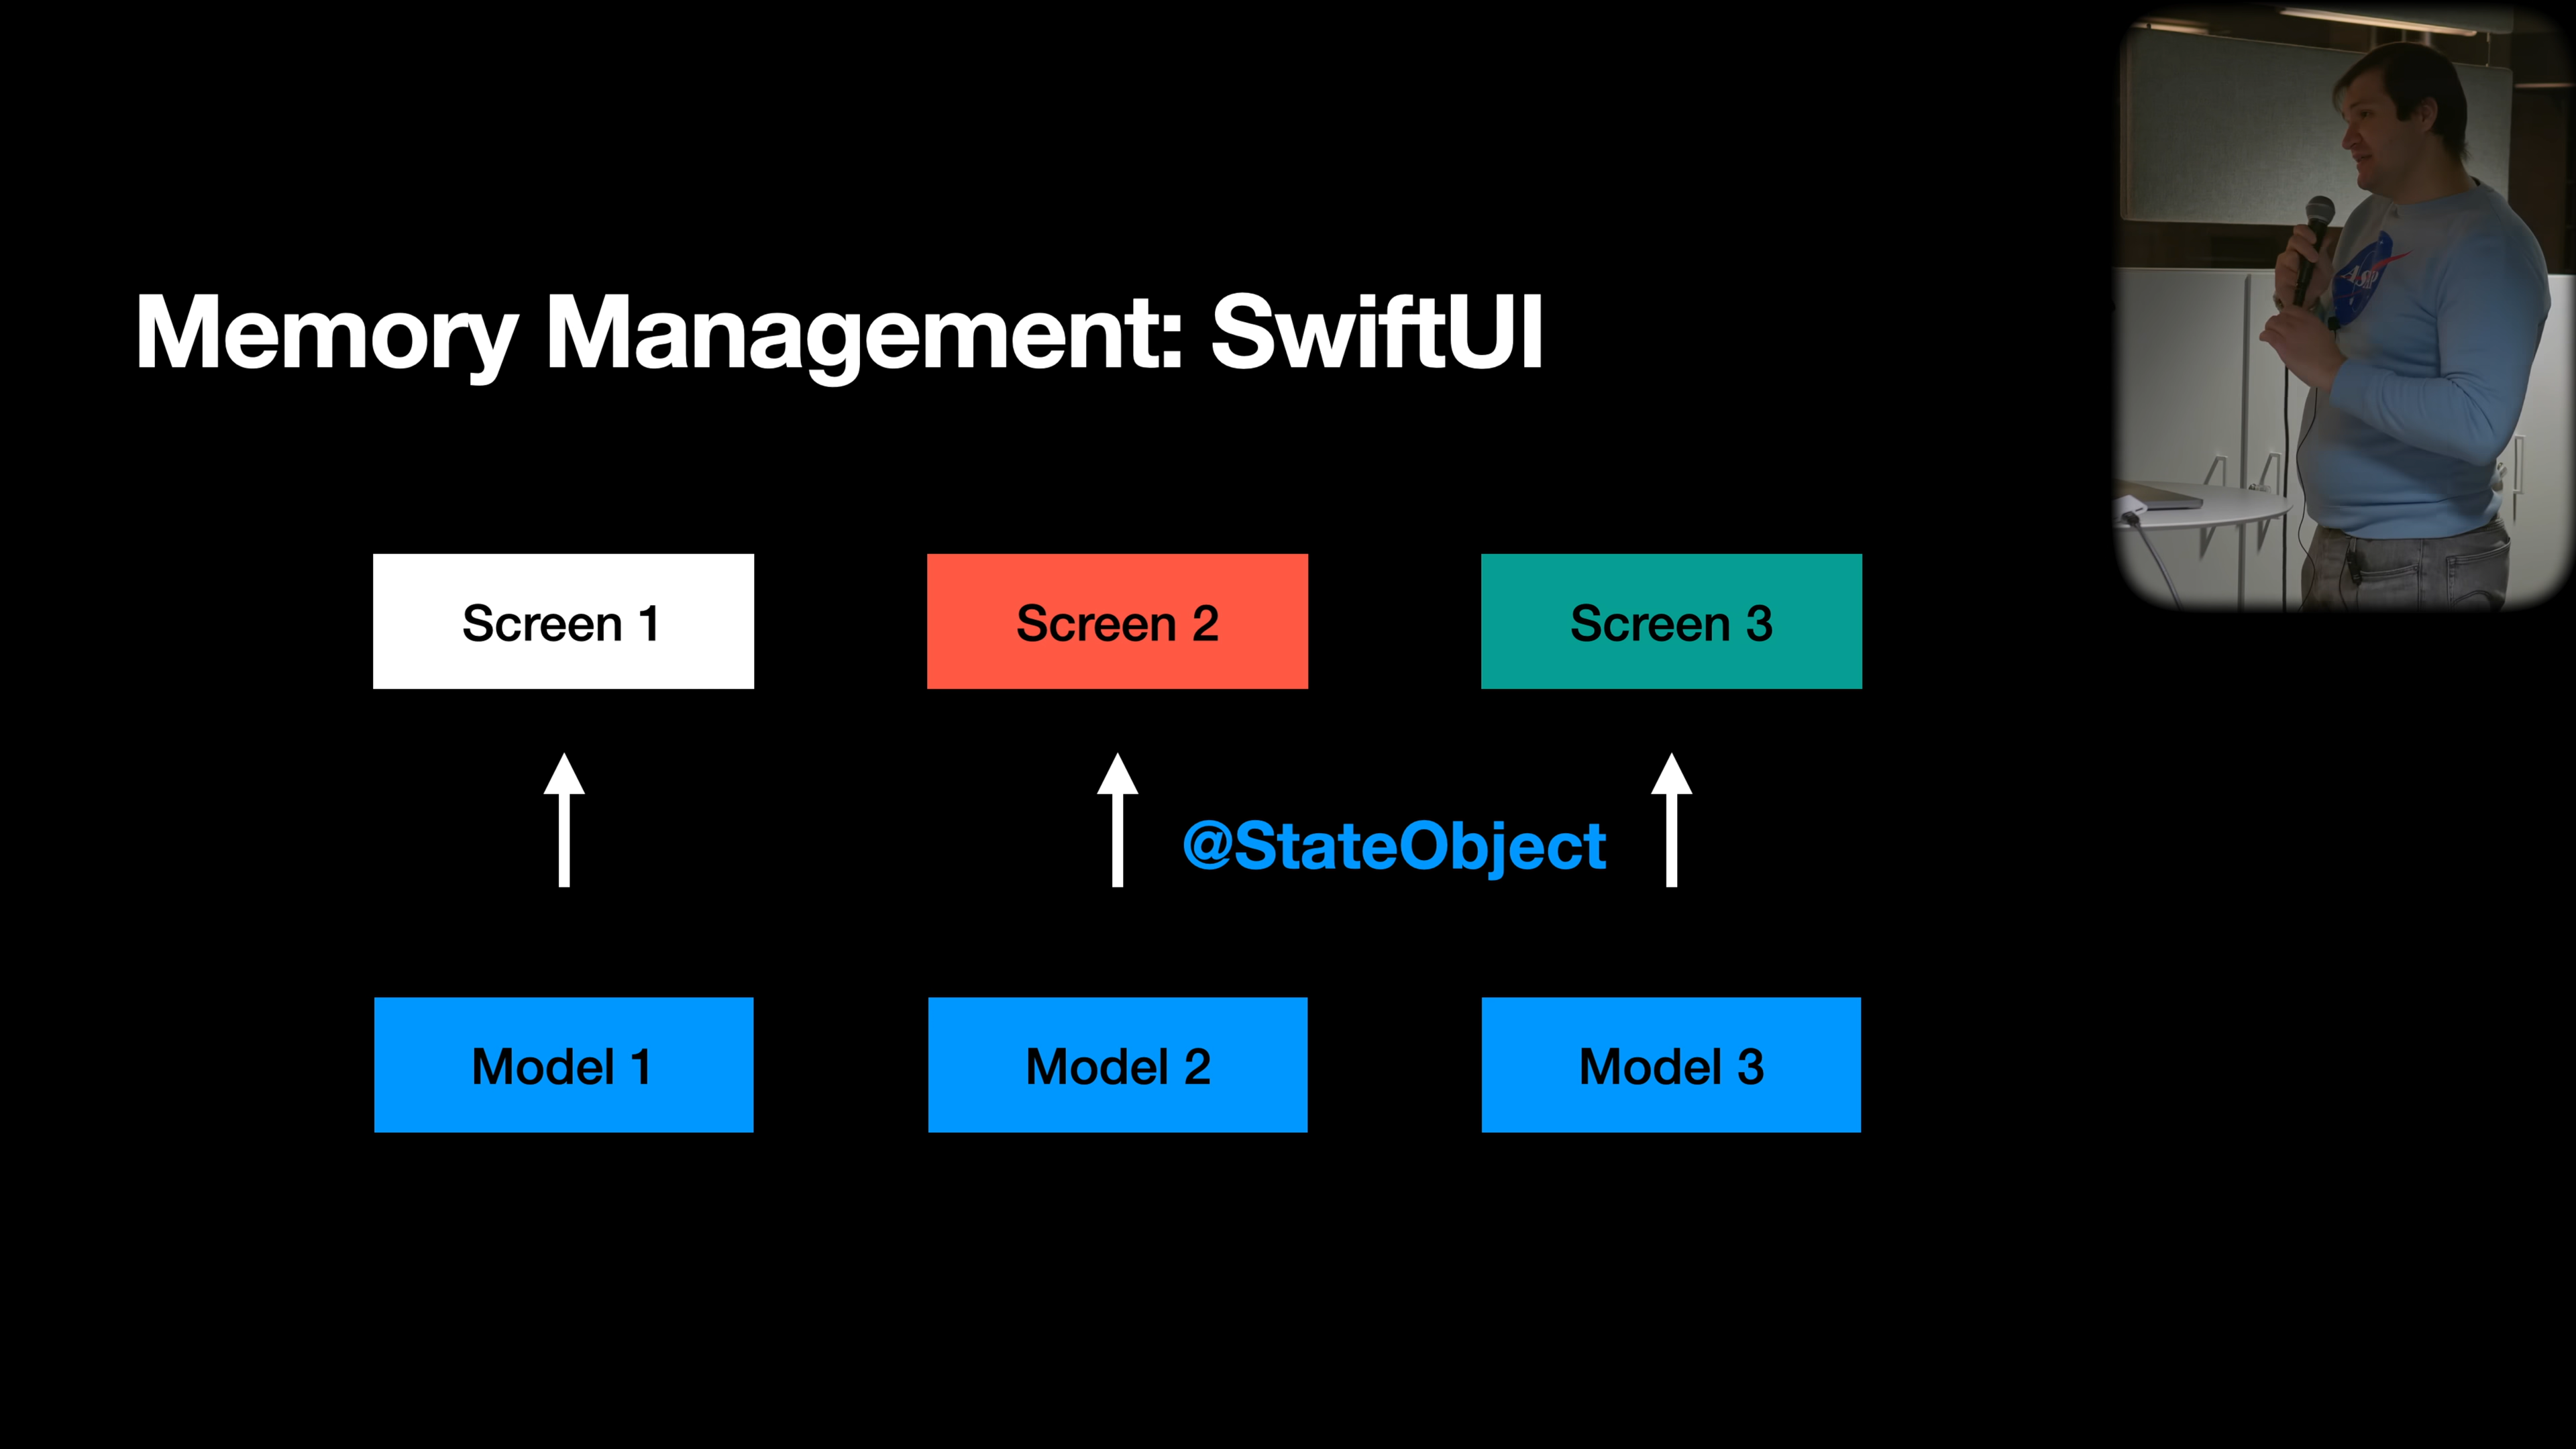 Memory Management: SwiftUI
Screen 1
Screen 2
Screen 3
@StateObject
Model 1
Model 2
Model 3